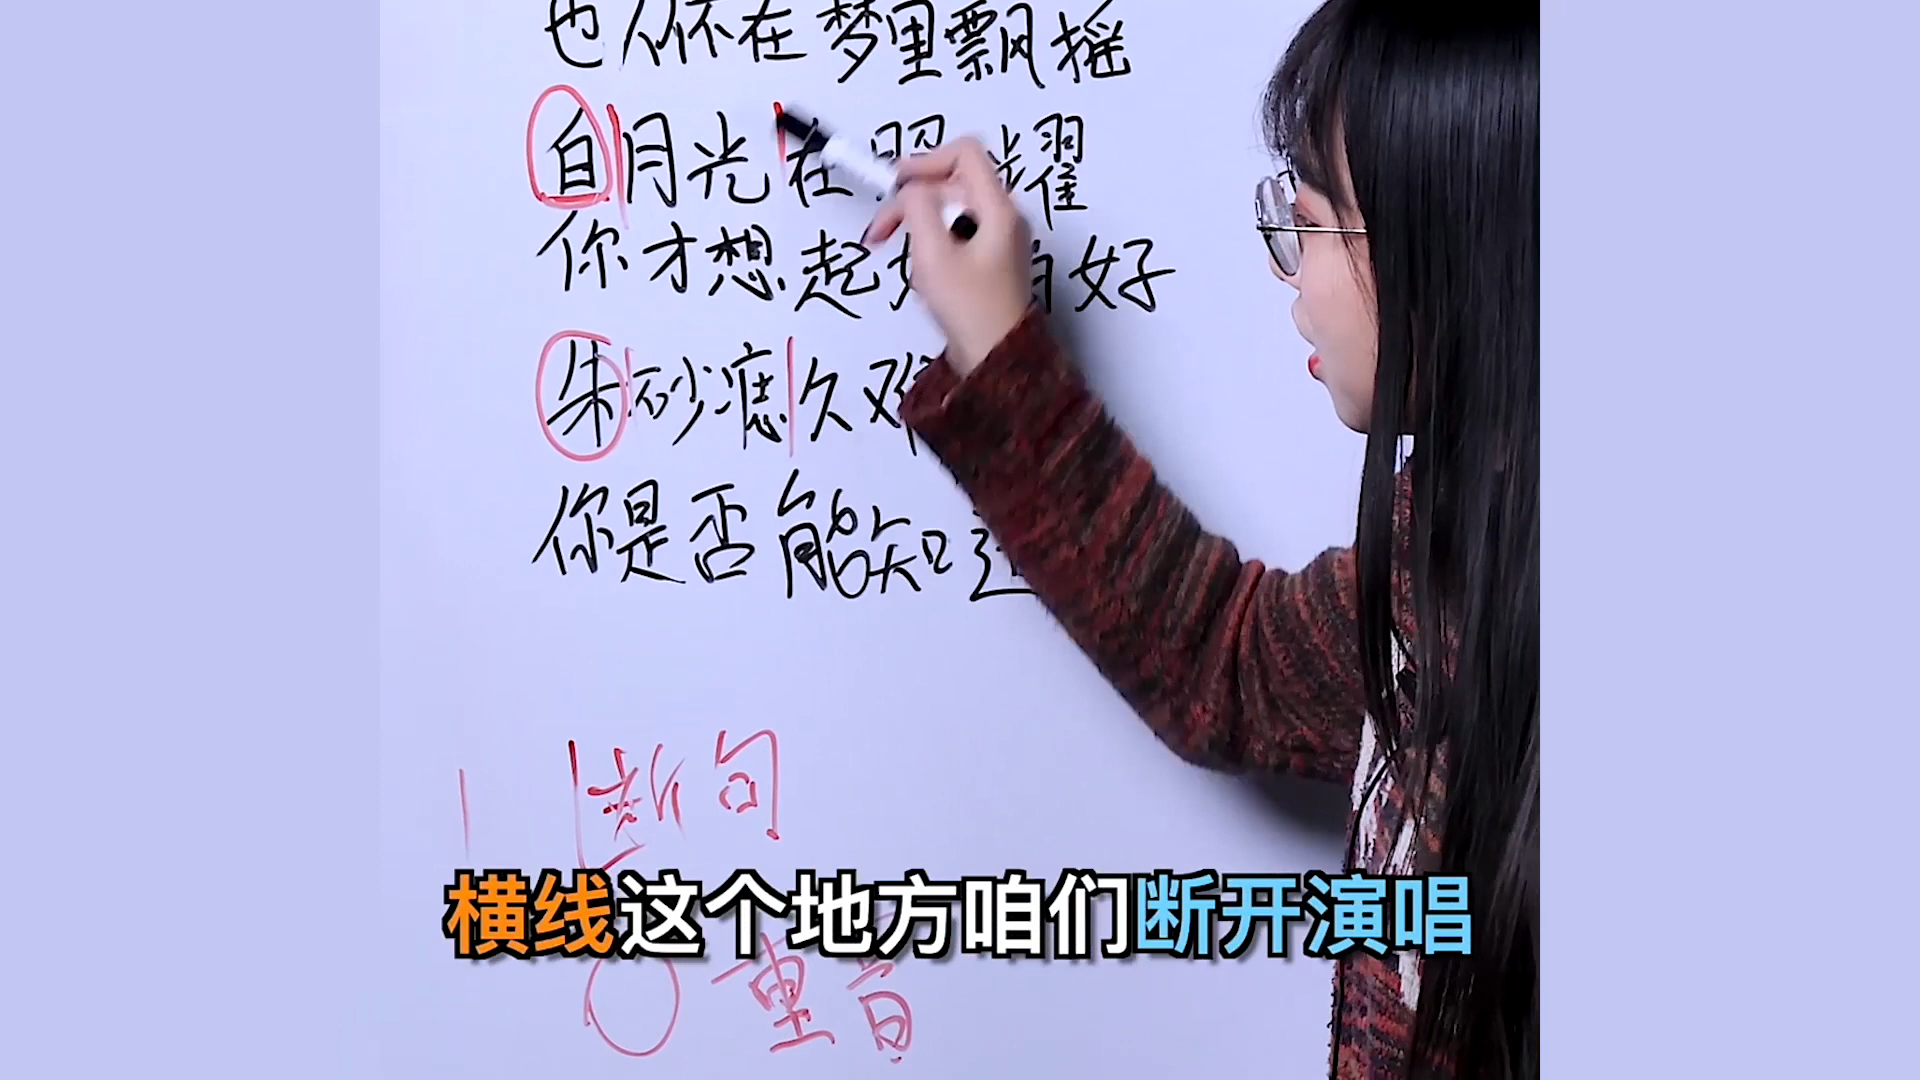 也像你在梦里飘摇
白月光在照耀
你才想起她的好
朱砂痣久难
你是否能知道
断句
横线这个地方咱们断开演唱
重音